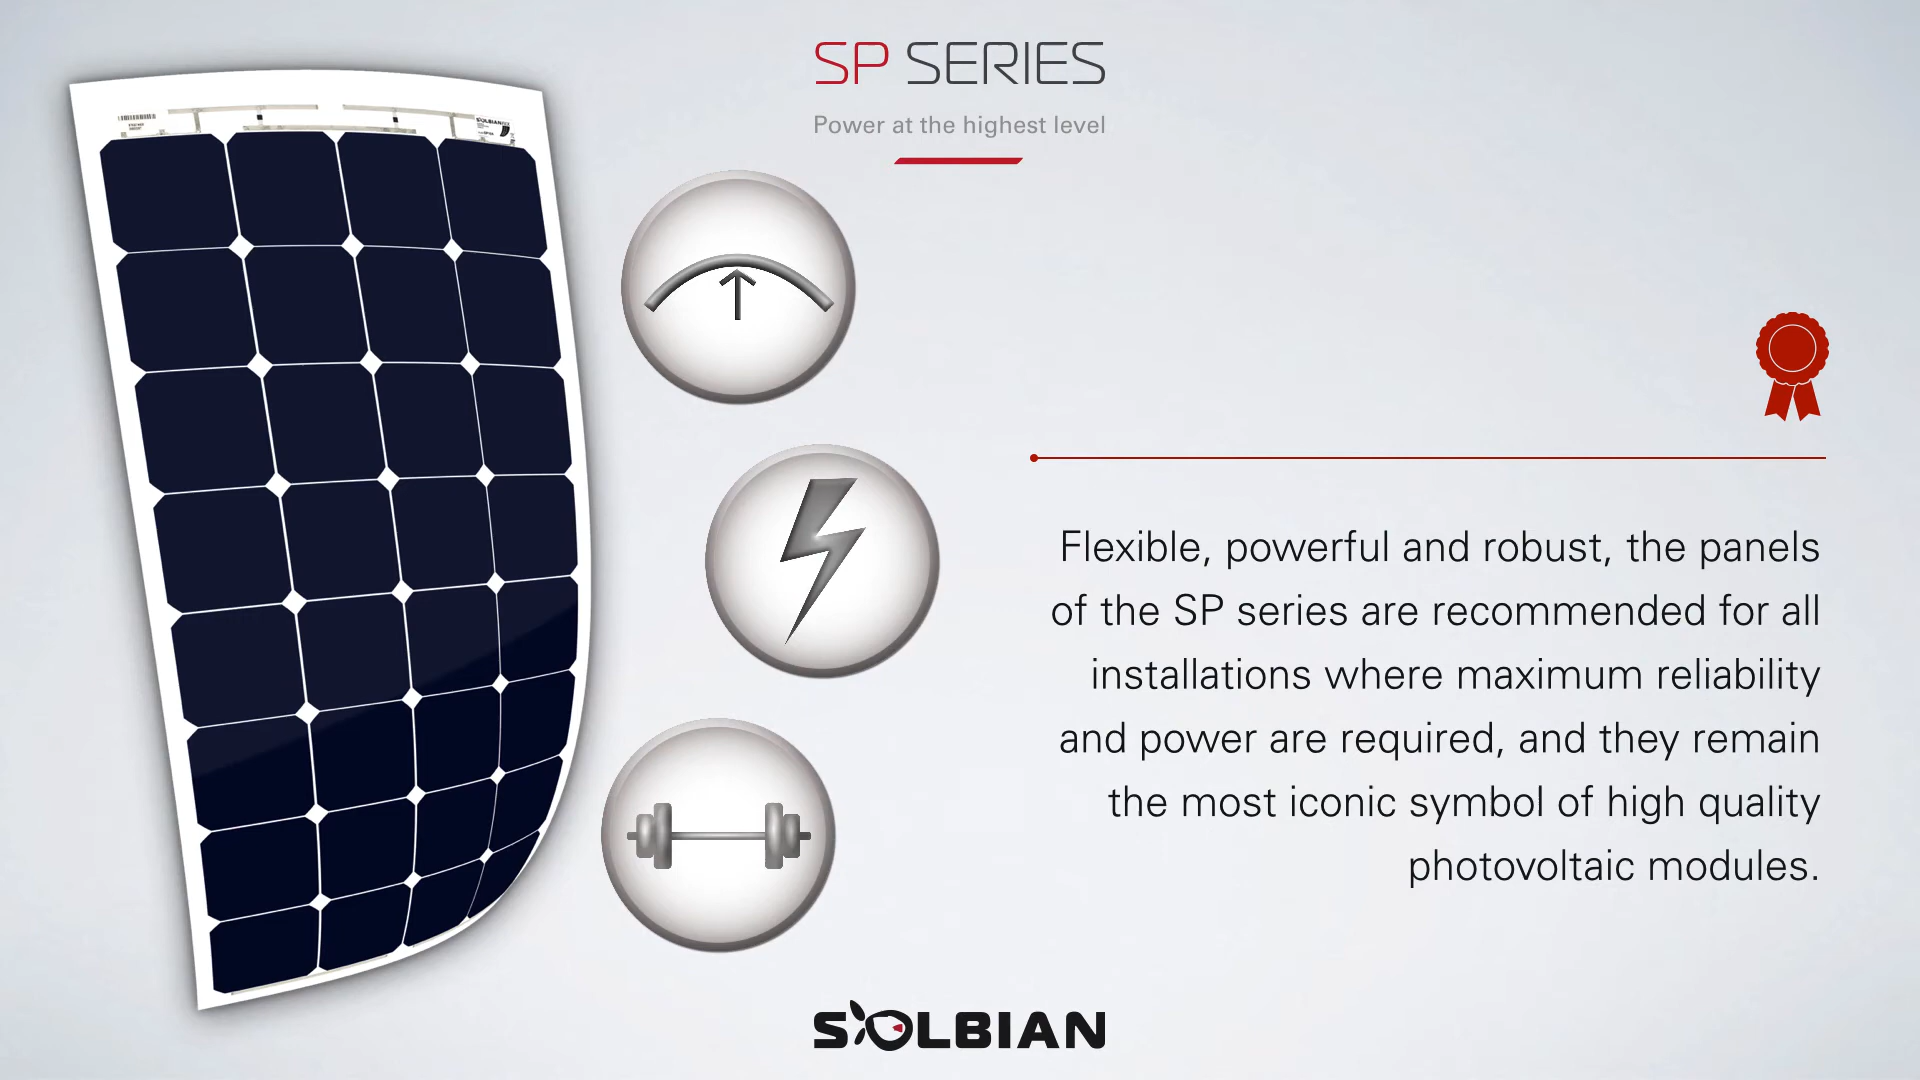 SP SERIES
Power at the highest level
SOLBIAN
Flexible, powerful and robust, the panels
of the SP series are recommended for all
installations where maximum reliability
and power are required, and they remain
the most iconic symbol of high quality
photovoltaic modules.
SOLBIAN